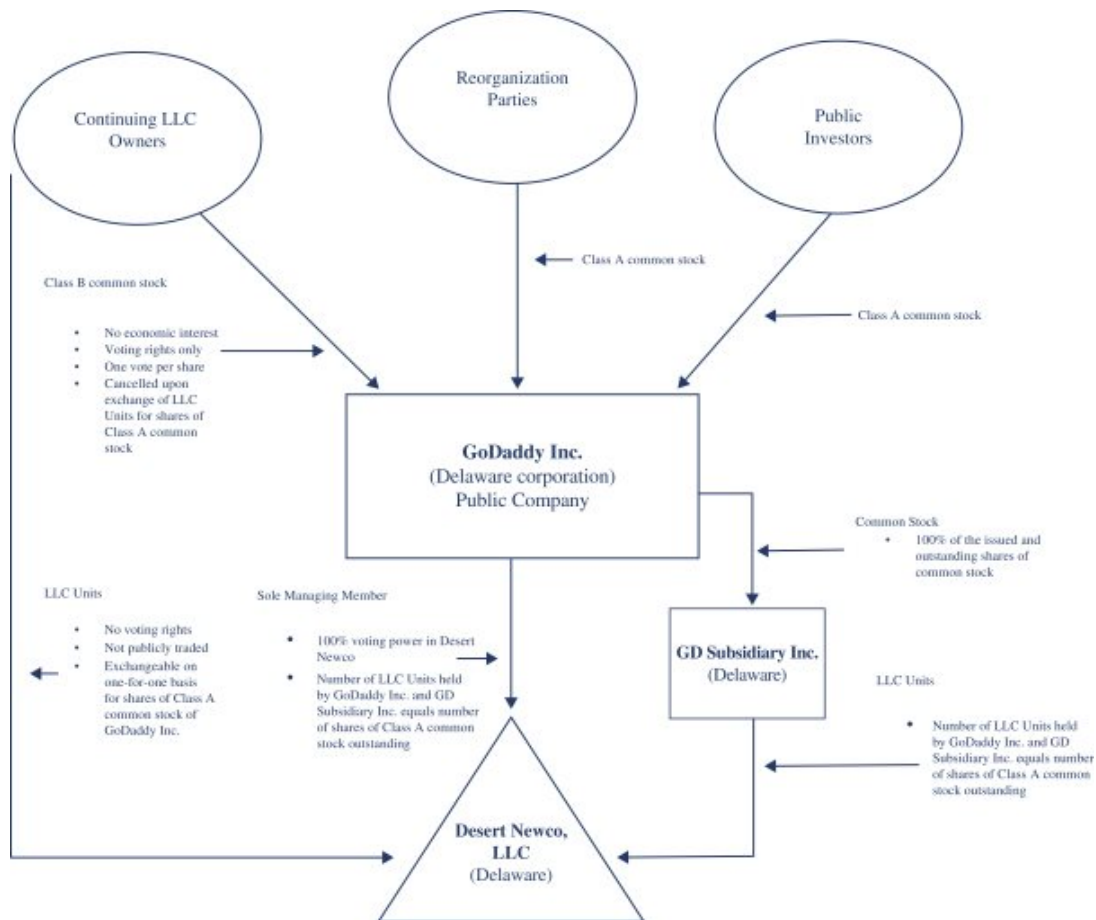 Continuing LLC
Owners
Reorganization
Parties
Public
Investors
Class A common stock
Class A common stock
Class B common stock
• No economic interest
• Voting rights only
• One vote per share
• Cancelled upon
exchange of LLC
Units for shares of
Class A common
stock
GoDaddy Inc.
(Delaware corporation)
Public Company
Common Stock
• 100% of the issued and
outstanding shares of
common stock
LLC Units
• No voting rights
• Not publicly traded
• Exchangeable on
one-for-one basis
for shares of Class A
common stock of
GoDaddy Inc.
Sole Managing Member
• 100% voting power in Desert
Newco
• Number of LLC Units held
by GoDaddy Inc. and GD
Subsidiary Inc. equals number
of shares of Class A common
stock outstanding
GD Subsidiary Inc.
(Delaware)
LLC Units
• Number of LLC Units held
by GoDaddy Inc. and GD
Subsidiary Inc. equals number
of shares of Class A common
stock outstanding
Desert Newco,
LLC
(Delaware)